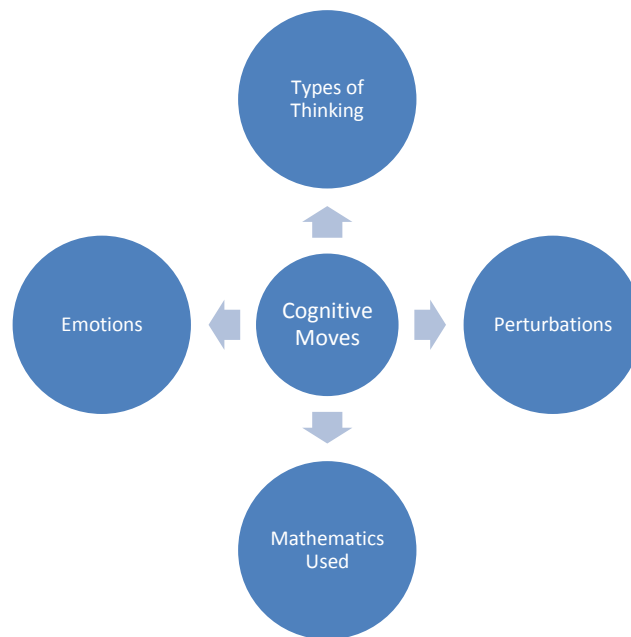 Types of
Thinking
Emotions
Cognitive
Moves
Perturbations
Mathematics
Used